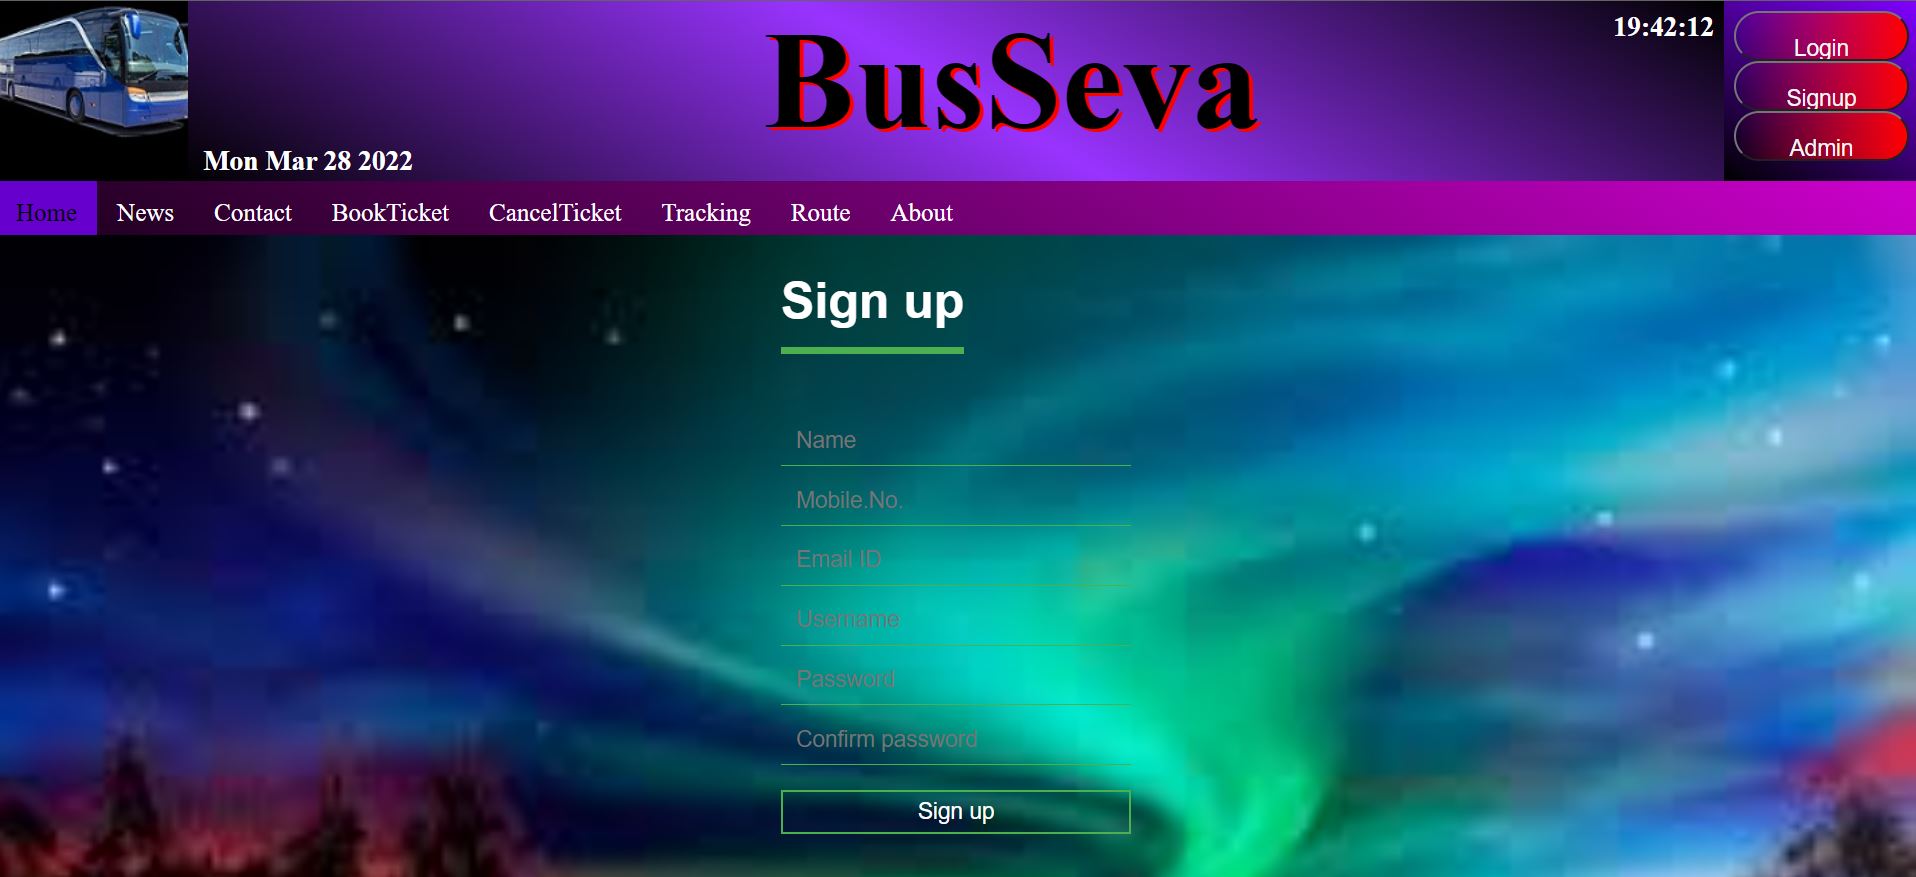 BusSeva
19:42:12
Login
Signup
Admin
Mon Mar 28 2022
Home News Contact BookTicket CancelTicket Tracking Route About
Sign up
Name
Mobile.No.
Email ID
Username
Password
Confirm password
Sign up